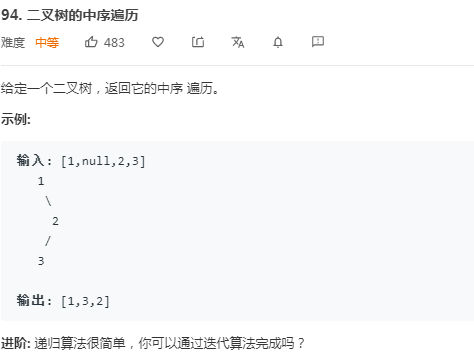 94. 二叉树的中序遍历
难度 中等 483
给定一个二叉树，返回它的中序 遍历。
示例:
输入: [1,null,2,3]
1
\
2
/
3
输出: [1,3,2]
进阶: 递归算法很简单，你可以通过迭代算法完成吗？